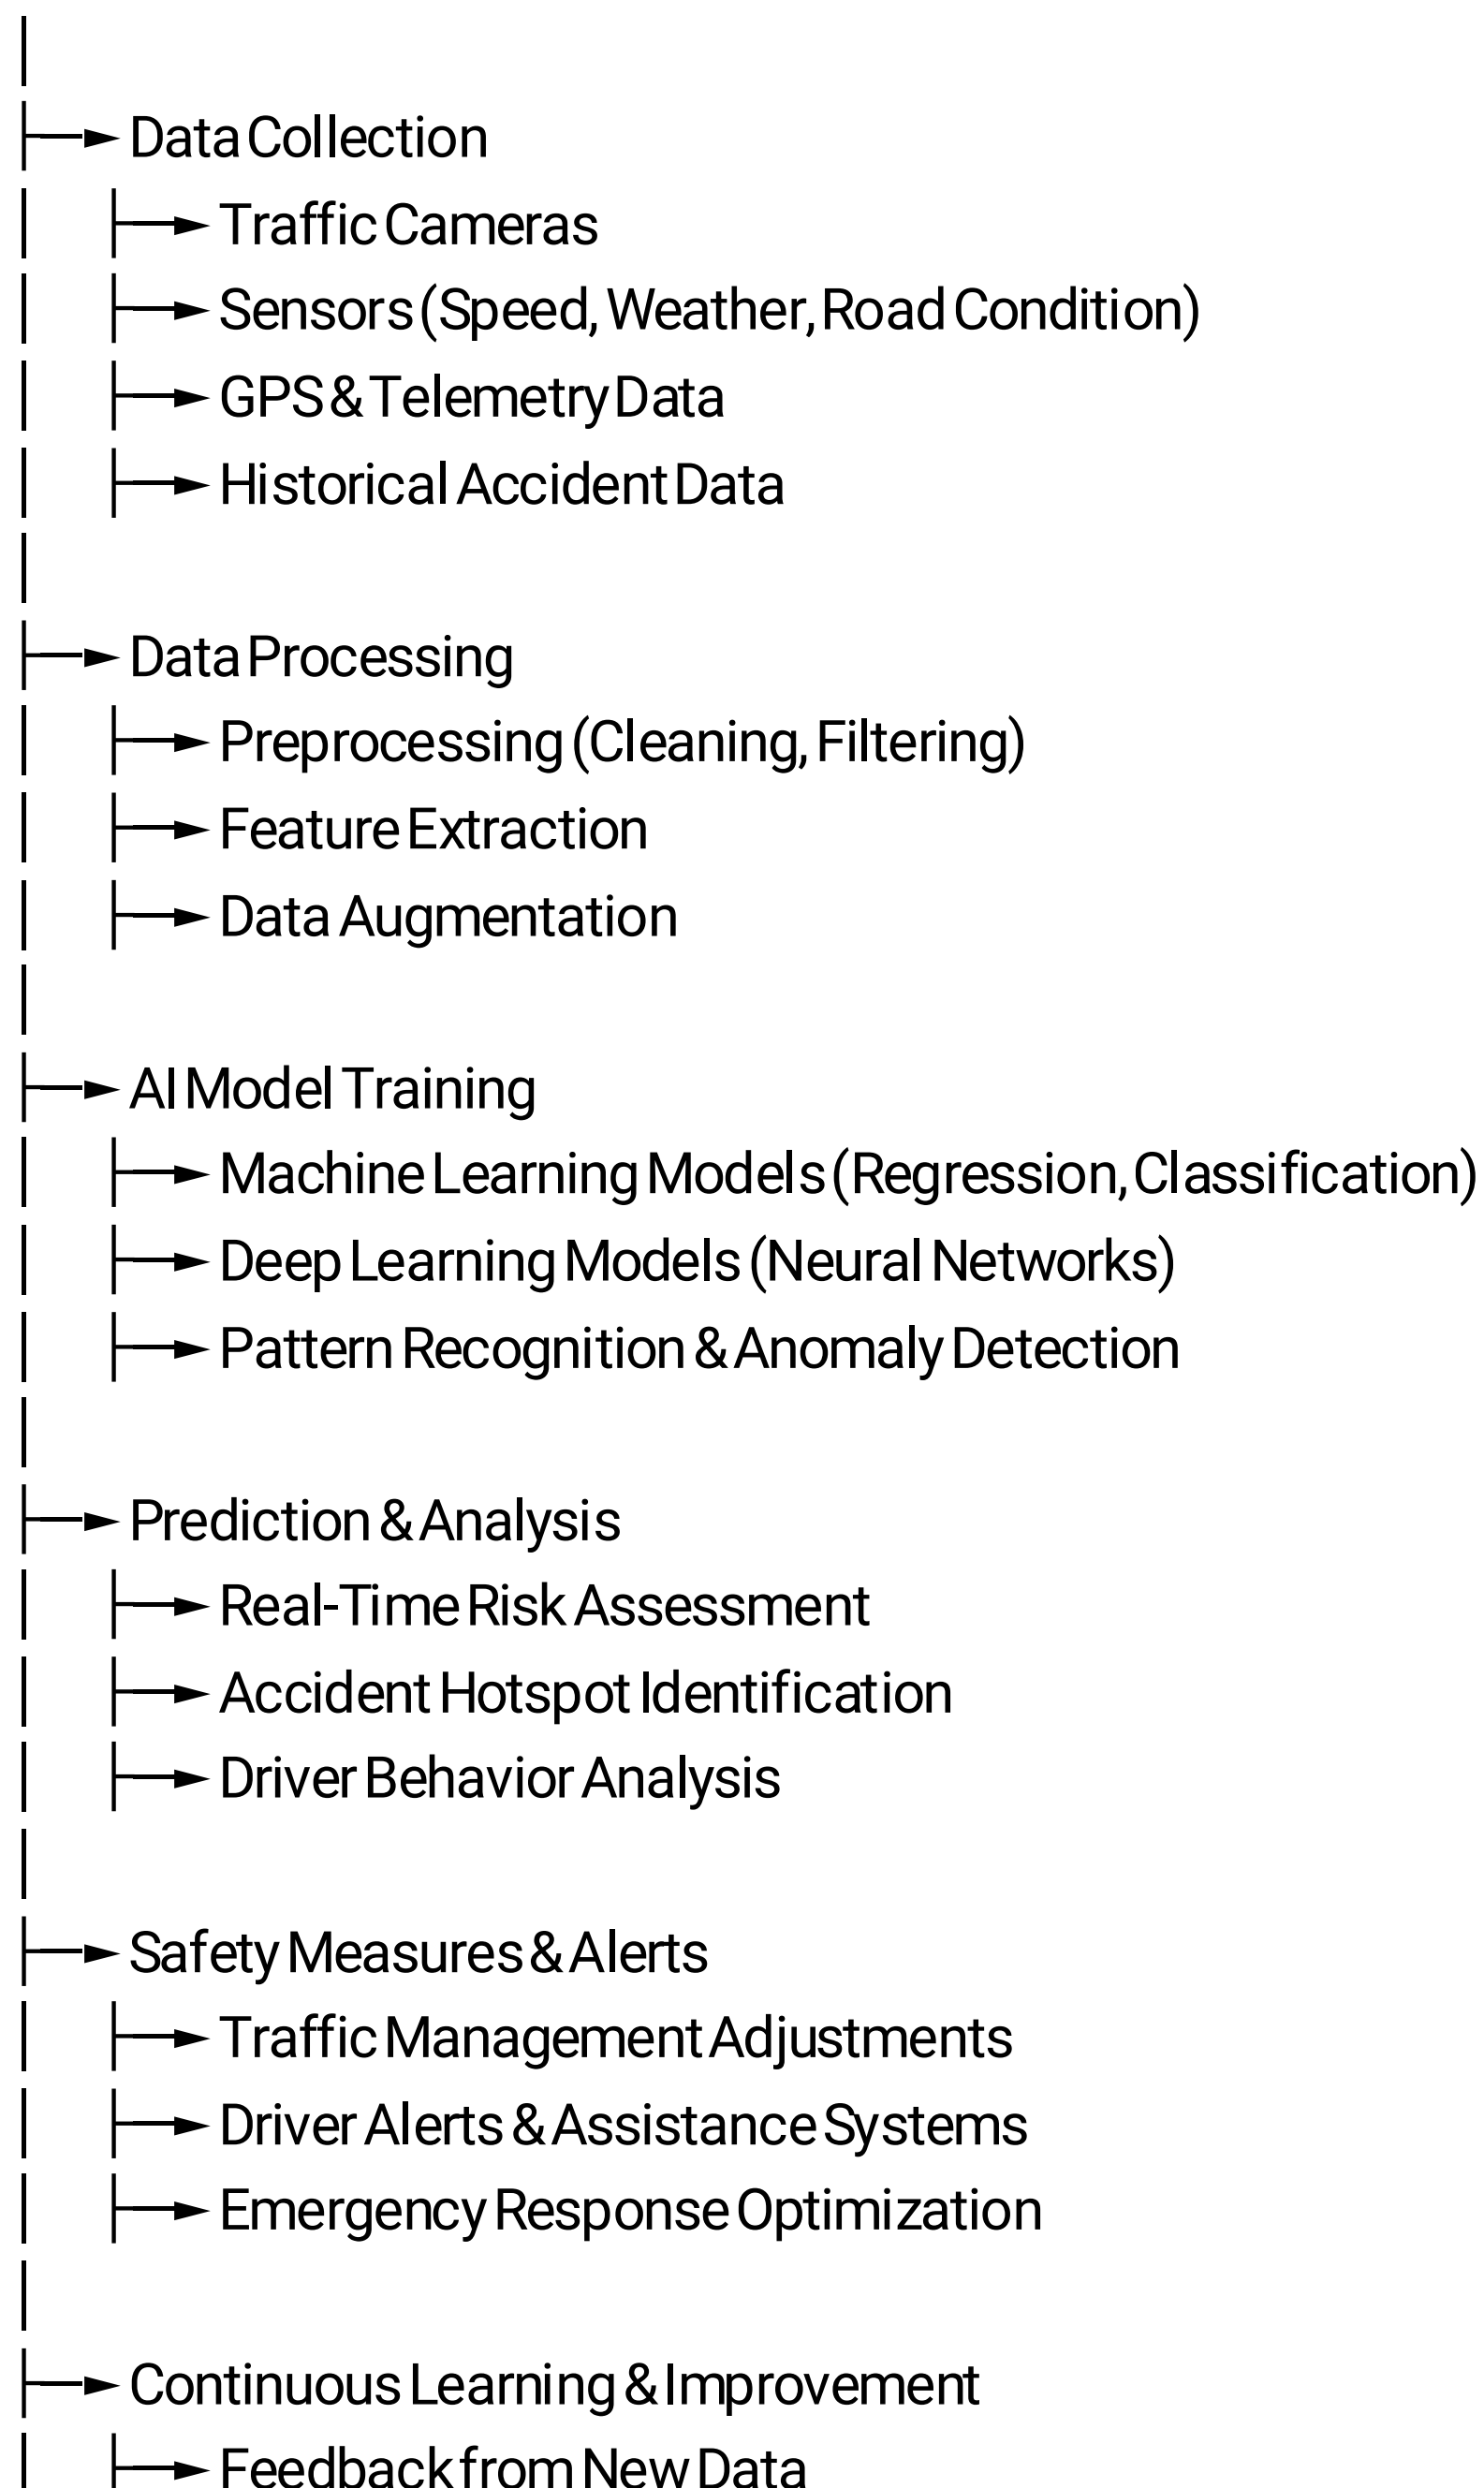 Data Collection
Traffic Cameras
Sensors (Speed, Weather, Road Condition)
GPS & Telemetry Data
Historical Accident Data
Data Processing
Preprocessing (Cleaning, Filtering)
Feature Extraction
Data Augmentation
AI Model Training
Machine Learning Models (Regression, Classification)
Deep Learning Models (Neural Networks)
Pattern Recognition & Anomaly Detection
Prediction & Analysis
Real-Time Risk Assessment
Accident Hotspot Identification
Driver Behavior Analysis
Safety Measures & Alerts
Traffic Management Adjustments
Driver Alerts & Assistance Systems
Emergency Response Optimization
Continuous Learning & Improvement
Feedback from New Data